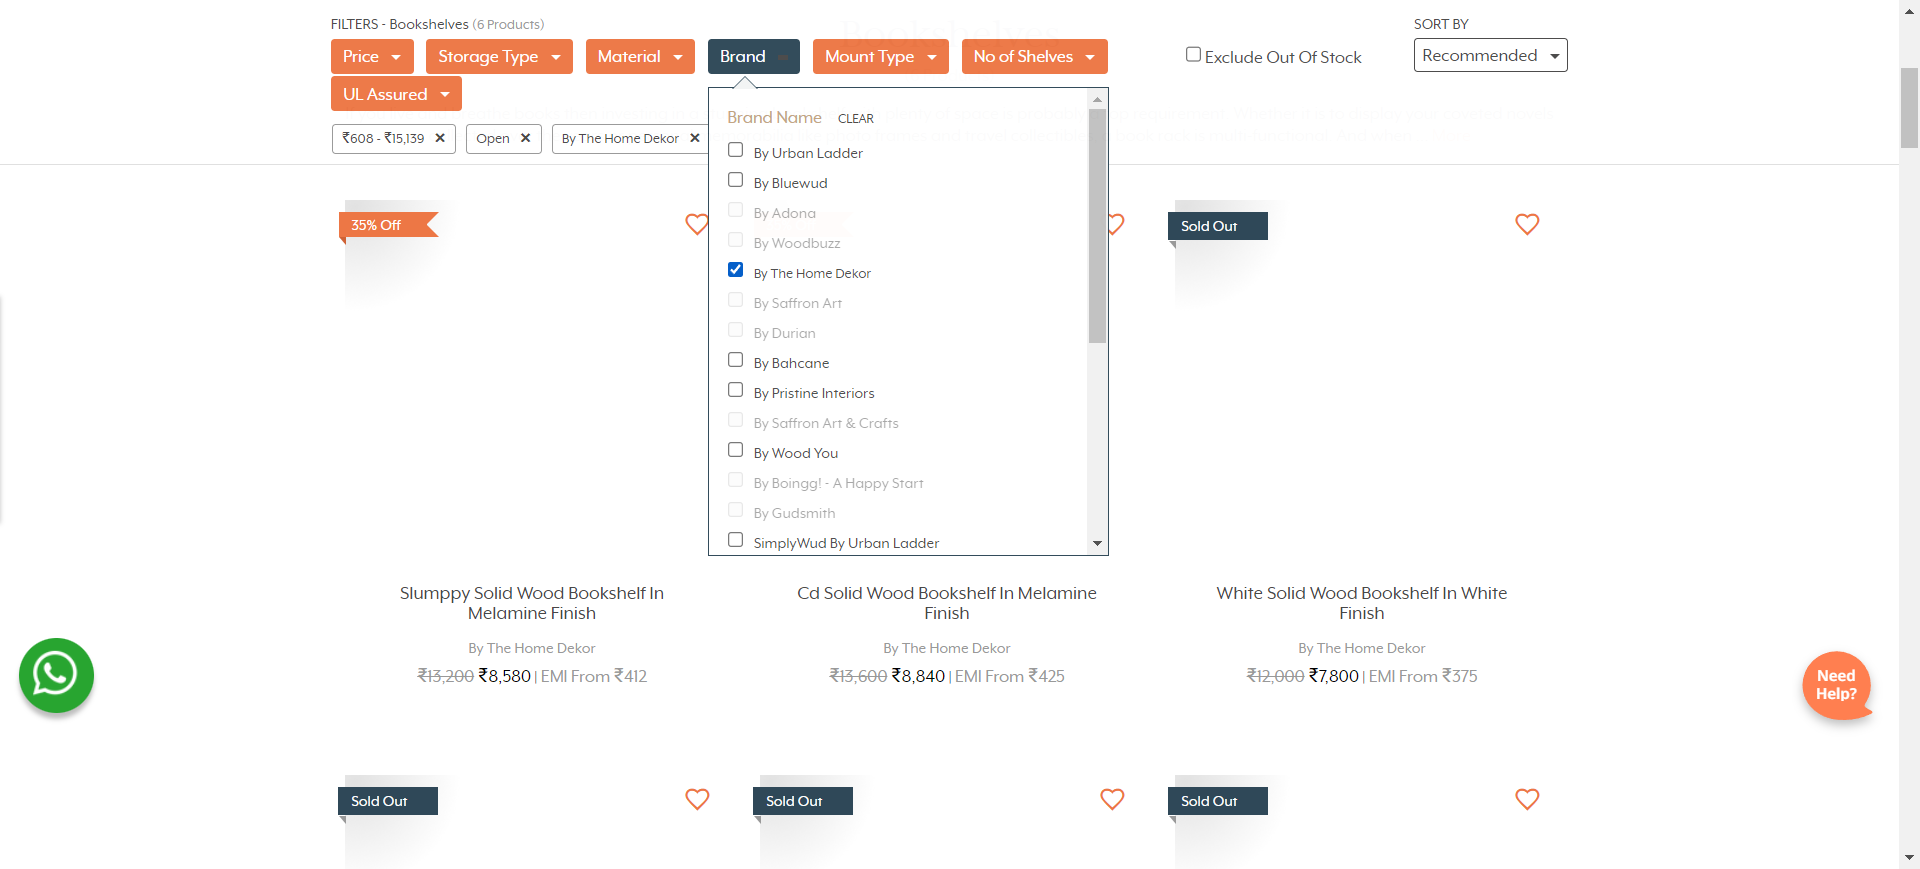 FILTERS - Bookshelves (6 Products)
SORT BY
Price
Storage Type
Material
Brand
Mount Type
No of Shelves
Exclude Out Of Stock
Recommended
UL Assured
₹608 - ₹15,139 ✕
Open ✕
By The Home Dekor ✕
Brand Name CLEAR
By Urban Ladder
By Bluewud
By Adona
By Woodbuzz
By The Home Dekor
By Saffron Art
By Durian
By Bahcane
By Pristine Interiors
By Saffron Art & Crafts
By Wood You
By Boingg! - A Happy Start
By Gudsmith
SimplyWud By Urban Ladder
35% Off
Sold Out
Slumppy Solid Wood Bookshelf In
Melamine Finish
By The Home Dekor
₹13,200 ₹8,580 | EMI From ₹412
Cd Solid Wood Bookshelf In Melamine
Finish
By The Home Dekor
₹13,600 ₹8,840 | EMI From ₹425
White Solid Wood Bookshelf In White
Finish
By The Home Dekor
₹12,000 ₹7,800 | EMI From ₹375
Need
Help?
Sold Out
Sold Out
Sold Out